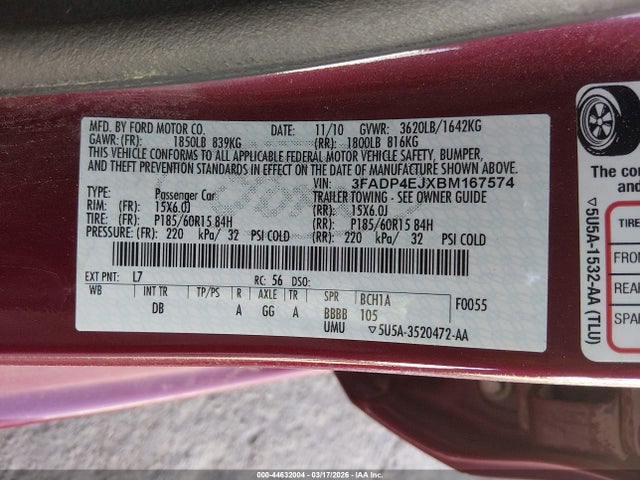 MFD. BY FORD MOTOR CO. DATE: 11/10 GVWR: 3620LB/1642KG
GAWR: (FR): 1850LB 839KG (RR): 1800LB 816KG
THIS VEHICLE CONFORMS TO ALL APPLICABLE FEDERAL MOTOR VEHICLE SAFETY, BUMPER,
AND THEFT PREVENTION STANDARDS IN EFFECT ON THE DATE OF MANUFACTURE SHOWN ABOVE.
VIN: 3FADP4EJXBM167574
TYPE: Passenger Car TRAILER TOWING - SEE OWNER GUIDE
RIM: (FR): 15X6.0J (RR): 15X6.0J
TIRE: P185/60R15 84H P185/60R15 84H
PRESSURE: (FR): 220 kPa/ 32 PSI COLD (RR): 220 kPa/ 32 PSI COLD
EXT PNT: L7 RC: 56 DSO:
WB INT TR TP/PS R AXLE TR SPR BCH1A F0055
DB A GG A BBBB 105
UMU ▽5U5A-3520472-AA
The co
T
FRO
REA
SPA
▽5U5A-1532-AA (TLU)
000-44632004 | 03/17/2026 | IAA Inc.